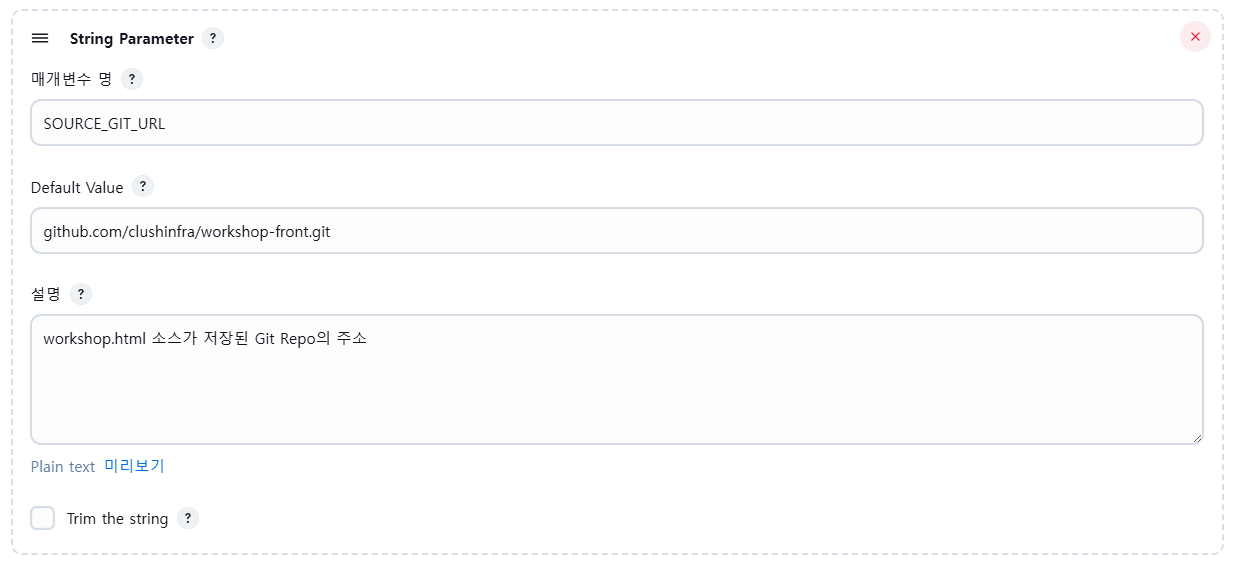 String Parameter ?
매개변수 명 ?
SOURCE_GIT_URL
Default Value ?
github.com/clushinfra/workshop-front.git
설명 ?
workshop.html 소스가 저장된 Git Repo의 주소
Plain text 미리보기
Trim the string ?